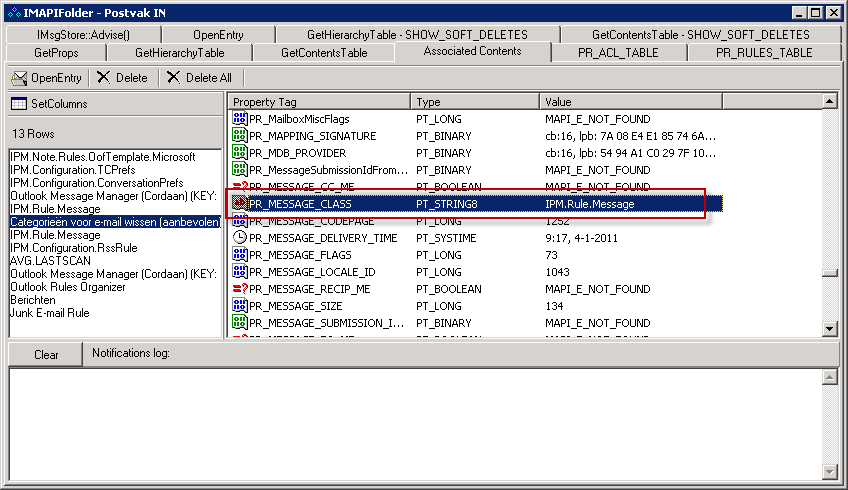 IMAPIFolder - Postvak IN
IMsgStore::Advise() OpenEntry GetHierarchyTable - SHOW_SOFT_DELETES GetContentsTable - SHOW_SOFT_DELETES
GetProps GetHierarchyTable GetContentsTable Associated Contents PR_ACL_TABLE PR_RULES_TABLE
OpenEntry Delete Delete All
SetColumns
13 Rows
IPM.Note.Rules.OofTemplate.Microsoft
IPM.Configuration.TCPrefs
IPM.Configuration.ConversationPrefs
Outlook Message Manager (Cordaan) (KEY:
IPM.Rule.Message
Categorieën voor e-mail wissen (aanbevolen)
IPM.Rule.Message
IPM.Configuration.RssRule
AVG.LASTSCAN
Outlook Message Manager (Cordaan) (KEY:
Outlook Rules Organizer
Berichten
Junk E-mail Rule
Property Tag Type Value
PR_MailboxMiscFlags PT_LONG MAPI_E_NOT_FOUND
PR_MAPPING_SIGNATURE PT_BINARY cb:16, lpb: 7A 08 E4 E1 85 74 6A...
PR_MDB_PROVIDER PT_BINARY cb:16, lpb: 54 94 A1 C0 29 7F 10...
PR_MessageSubmissionIdFrom... PT_BINARY MAPI_E_NOT_FOUND
PR_MESSAGE_CC_ME PT_BOOLEAN MAPI_E_NOT_FOUND
PR_MESSAGE_CLASS PT_STRING8 IPM.Rule.Message
PR_MESSAGE_CODEPAGE PT_LONG 1252
PR_MESSAGE_DELIVERY_TIME PT_SYSTIME 9:17, 4-1-2011
PR_MESSAGE_FLAGS PT_LONG 73
PR_MESSAGE_LOCALE_ID PT_LONG 1043
PR_MESSAGE_RECIP_ME PT_BOOLEAN MAPI_E_NOT_FOUND
PR_MESSAGE_SIZE PT_LONG 134
PR_MESSAGE_SUBMISSION_I... PT_BINARY MAPI_E_NOT_FOUND
Clear Notifications log: